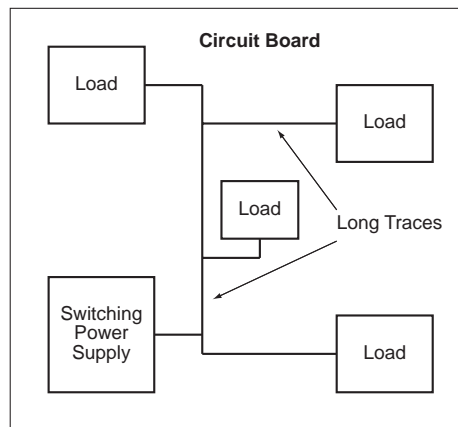 Circuit Board
Load
Load
Load
Long Traces
Switching
Power
Supply
Load